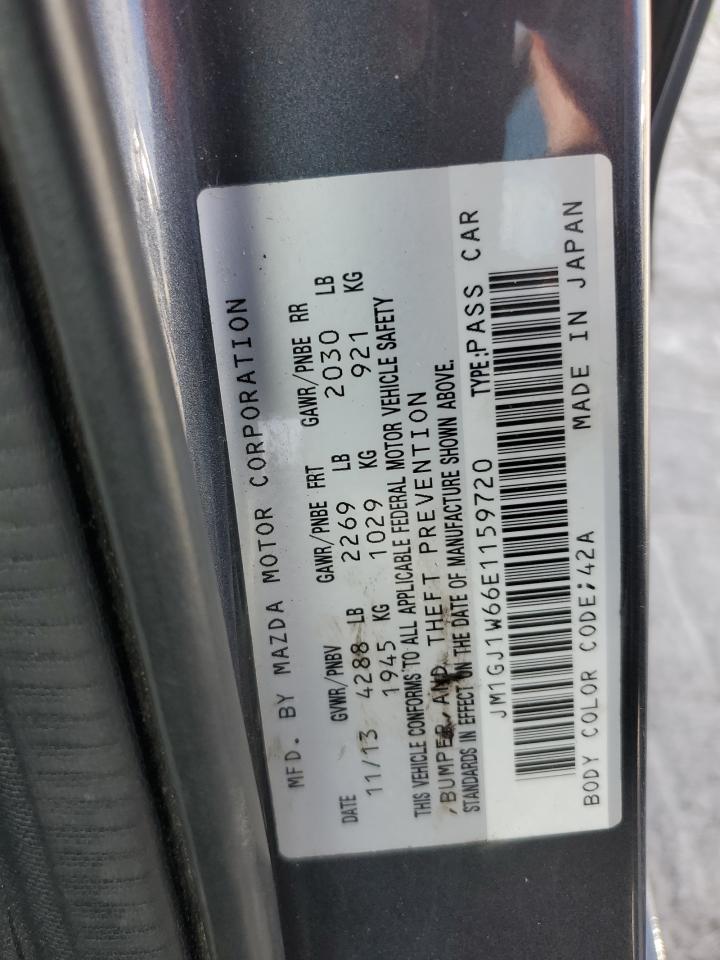 MFD. BY MAZDA MOTOR CORPORATION
DATE GVWR/PNBV GAWR/PNBE FRT GAWR/PNBE RR
11/13 4288 LB 2269 LB 2030 LB
1945 KG 1029 KG 921 KG
THIS VEHICLE CONFORMS TO ALL APPLICABLE FEDERAL MOTOR VEHICLE SAFETY
,BUMPER, AND THEFT PREVENTION
STANDARDS IN EFFECT ON THE DATE OF MANUFACTURE SHOWN ABOVE.
JM1GJ1W66E1159720 TYPE:PASS CAR
BODY COLOR CODE:42A MADE IN JAPAN